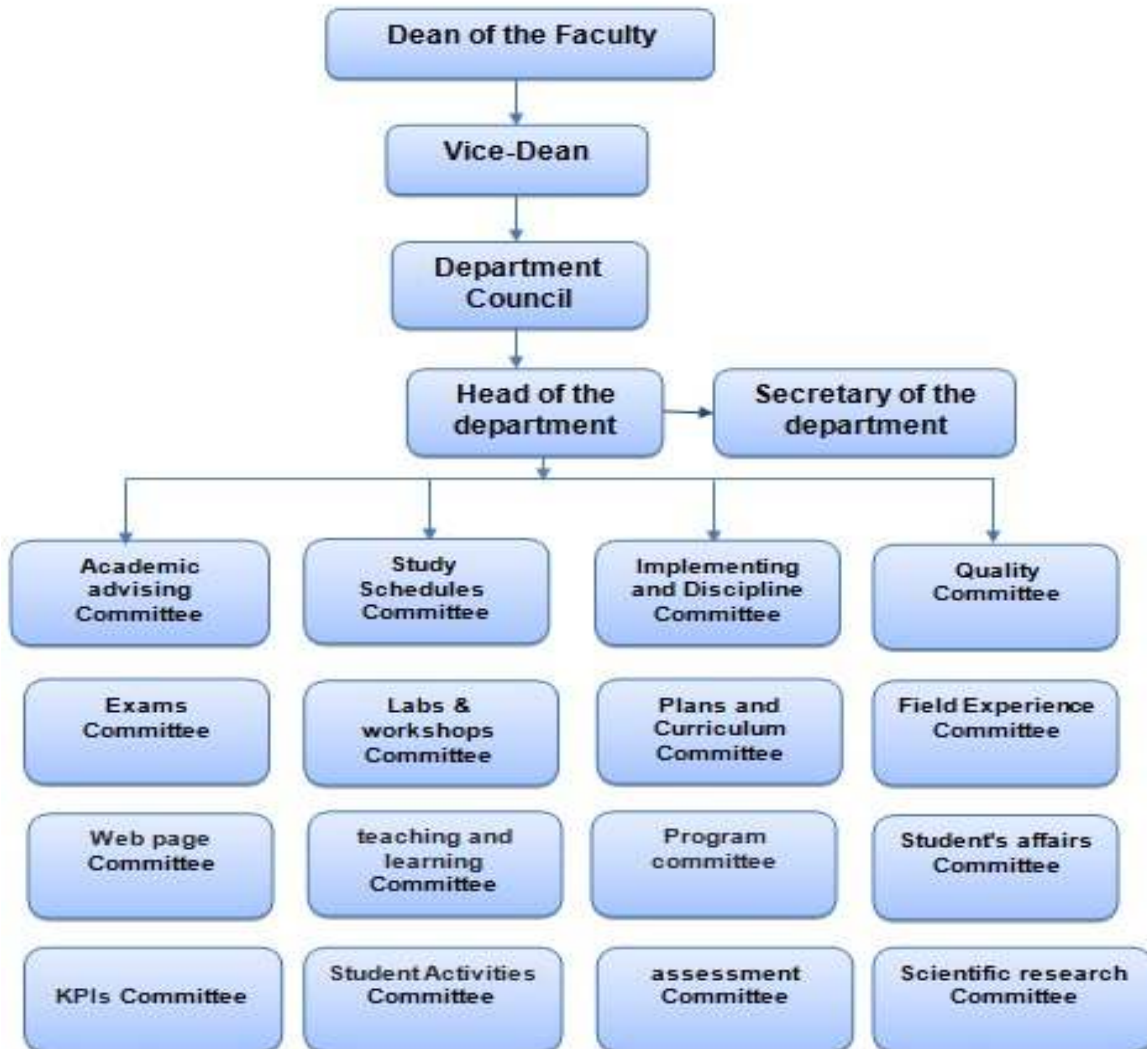 Dean of the Faculty
Vice-Dean
Department
Council
Head of the
department
Secretary of the
department
Academic
advising
Committee
Study
Schedules
Committee
Implementing
and Discipline
Committee
Quality
Committee
Exams
Committee
Labs &
workshops
Committee
Plans and
Curriculum
Committee
Field Experience
Committee
Web page
Committee
teaching and
learning
Committee
Program
committee
Student's affairs
Committee
KPIs Committee
Student Activities
Committee
assessment
Committee
Scientific research
Committee